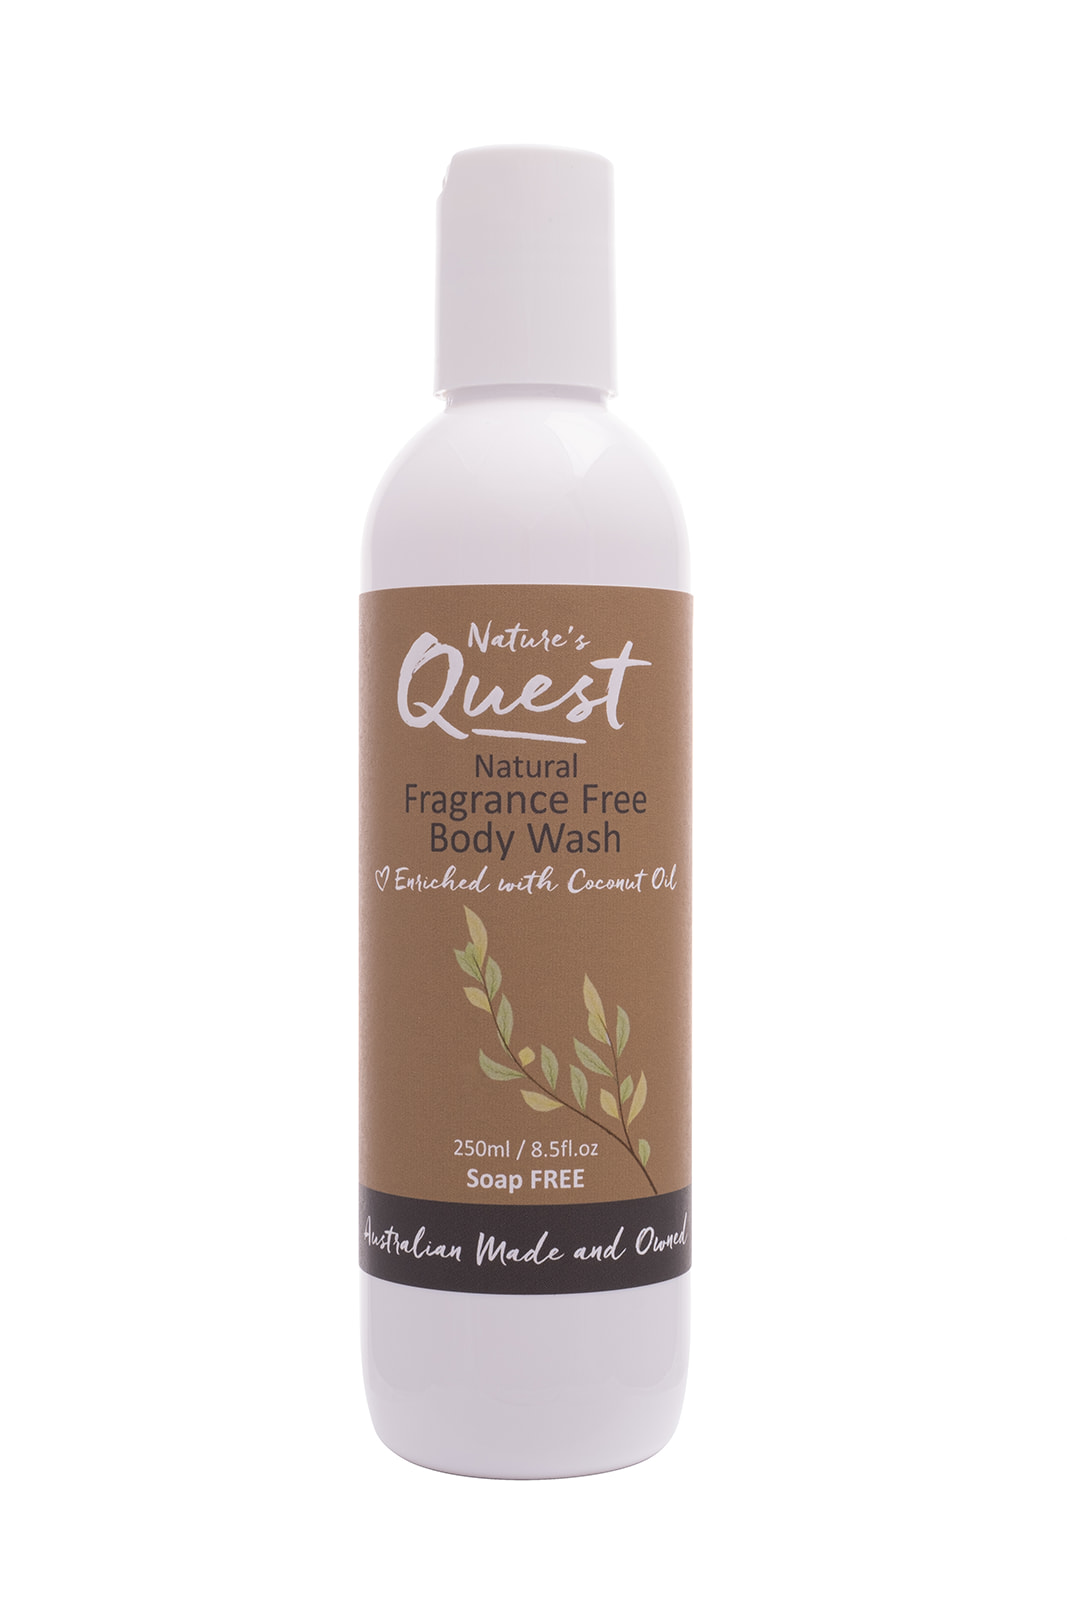 Nature's
Quest
Natural
Fragrance Free
Body Wash
♡ Enriched with Coconut Oil
250ml / 8.5fl.oz
Soap FREE
Australian Made and Owned